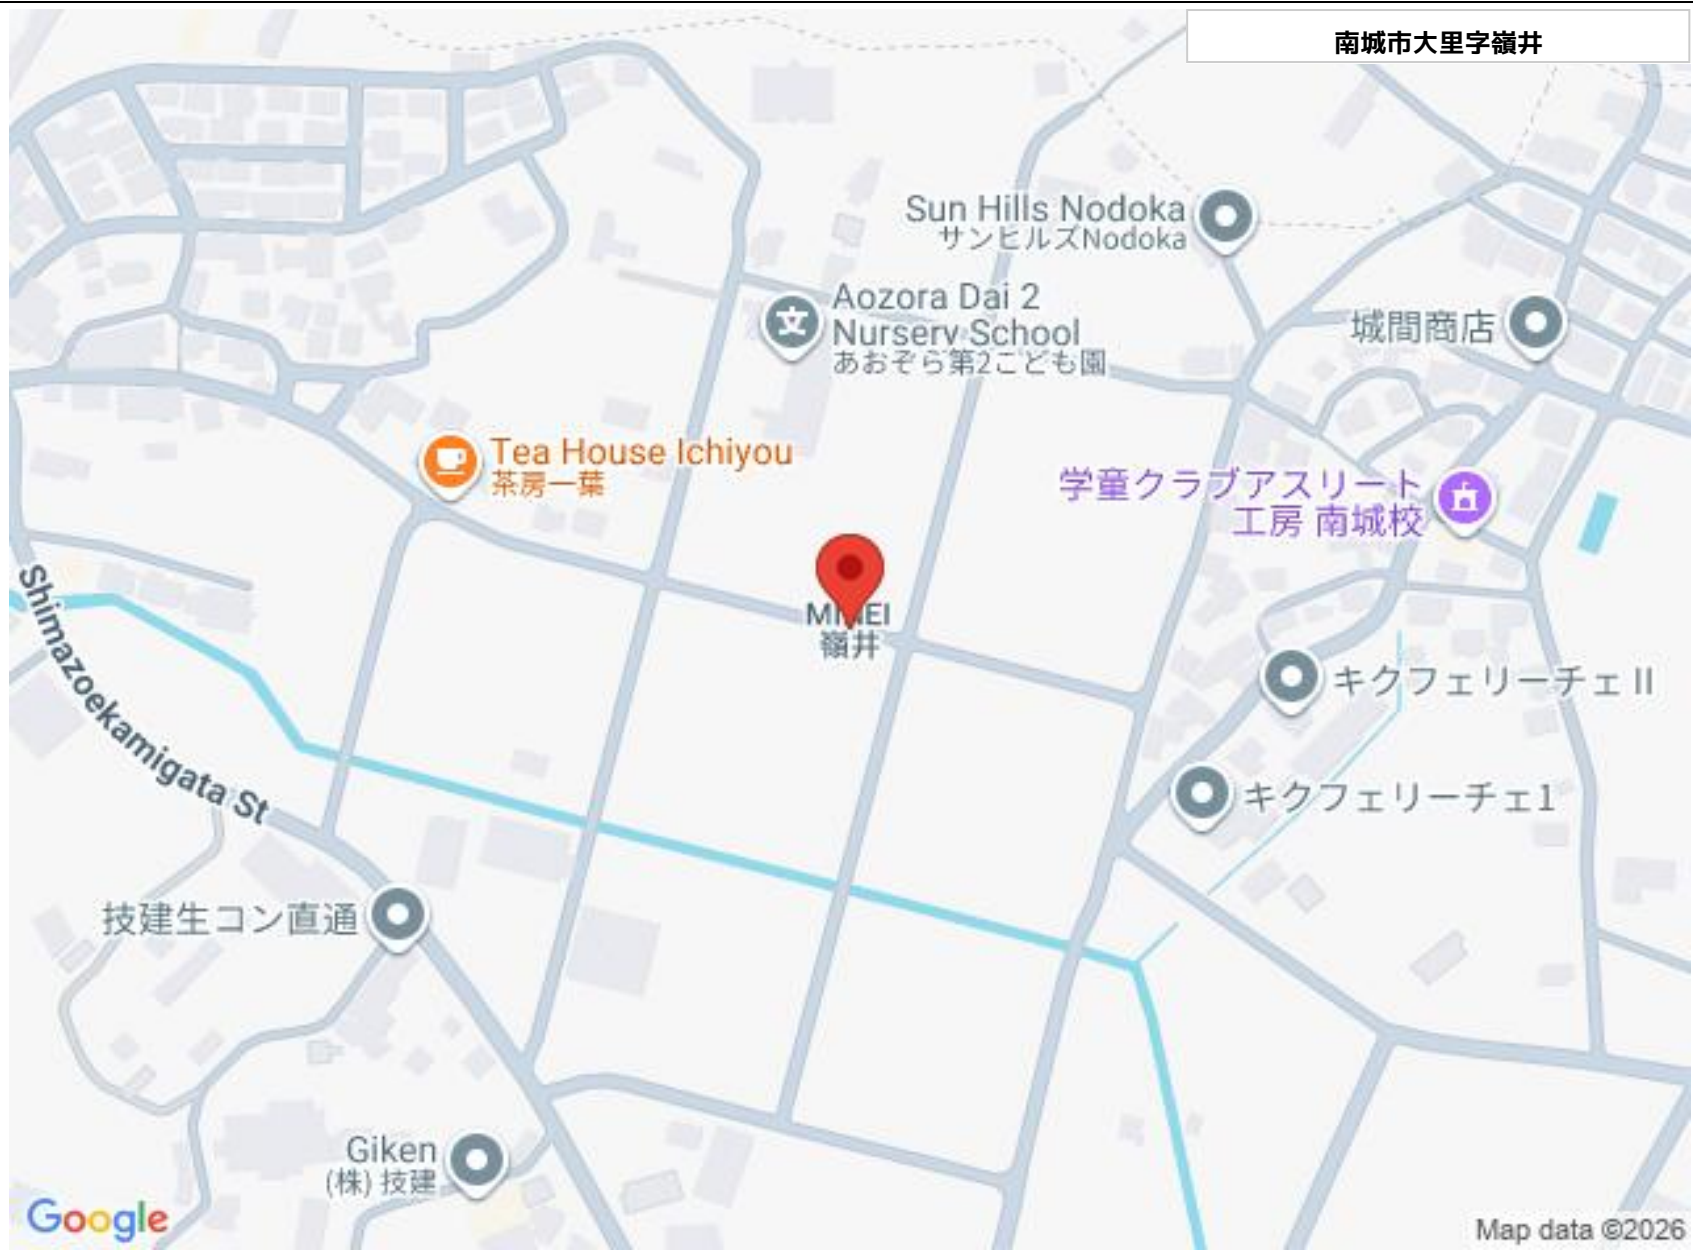 南城市大里字嶺井
Sun Hills Nodoka
サンヒルズNodoka
Aozora Dai 2
Nursery School
あおぞら第2こども園
城間商店
Tea House Ichiyou
茶房一葉
学童クラブアスリート
工房 南城校
MINEI
嶺井
Shimazoekamigata St
キクフェリーチェ II
キクフェリーチェ1
技建生コン直通
Giken
(株) 技建
Google
Map data ©2026